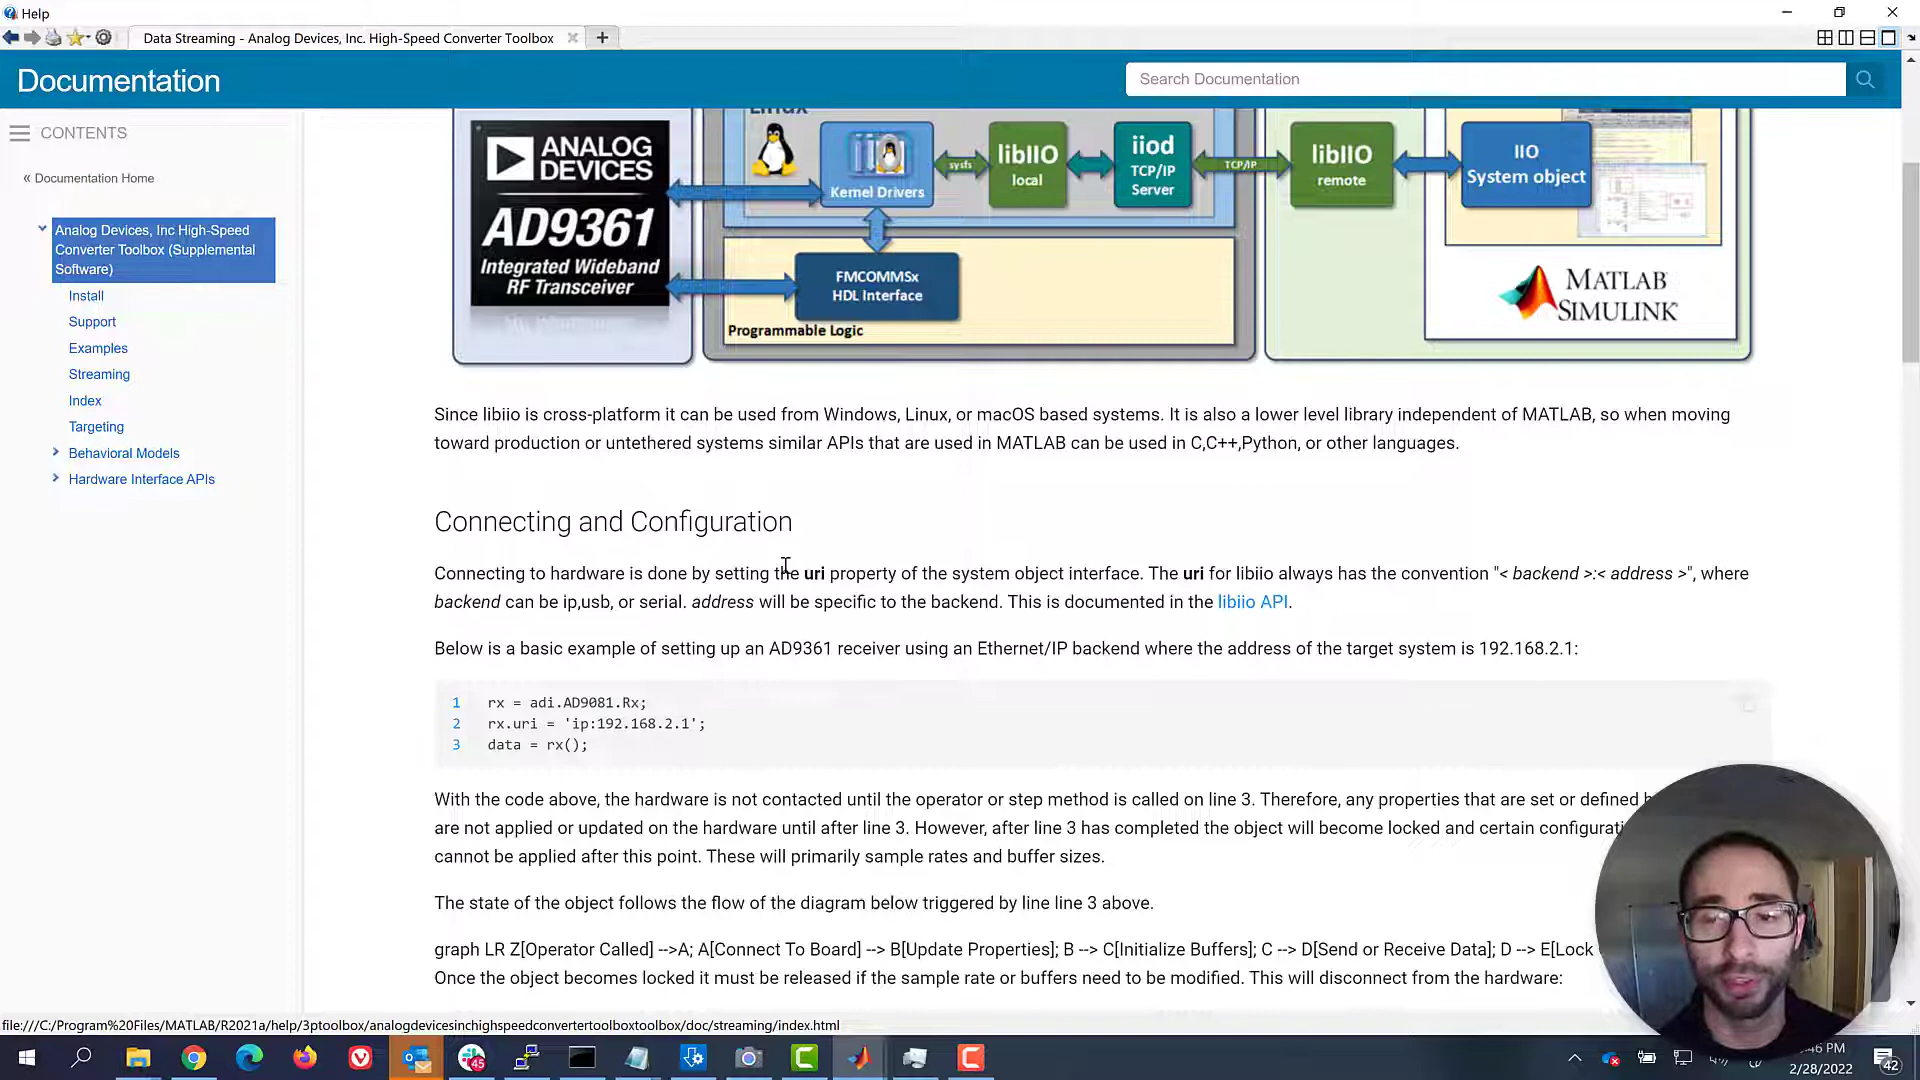 Help
Data Streaming - Analog Devices, Inc. High-Speed Converter Toolbox
Documentation
Search Documentation
CONTENTS
« Documentation Home
Analog Devices, Inc High-Speed
Converter Toolbox (Supplemental
Software)
Install
Support
Examples
Streaming
Index
Targeting
Behavioral Models
Hardware Interface APIs
Linux
ANALOG
DEVICES
AD9361
Integrated Wideband
RF Transceiver
Kernel Drivers
sysfs
libIIO
local
iiod
TCP/IP
Server
TCP/IP
libIIO
remote
IIO
System object
FMCOMMSx
HDL Interface
Programmable Logic
MATLAB
SIMULINK
Since libiio is cross-platform it can be used from Windows, Linux, or macOS based systems. It is also a lower level library independent of MATLAB, so when moving
toward production or untethered systems similar APIs that are used in MATLAB can be used in C,C++,Python, or other languages.
Connecting and Configuration
Connecting to hardware is done by setting the uri property of the system object interface. The uri for libiio always has the convention "< backend >:< address >", where
backend can be ip,usb, or serial. address will be specific to the backend. This is documented in the libiio API.
Below is a basic example of setting up an AD9361 receiver using an Ethernet/IP backend where the address of the target system is 192.168.2.1:
1 rx = adi.AD9081.Rx;
2 rx.uri = 'ip:192.168.2.1';
3 data = rx();
With the code above, the hardware is not contacted until the operator or step method is called on line 3. Therefore, any properties that are set or defined
are not applied or updated on the hardware until after line 3. However, after line 3 has completed the object will become locked and certain
cannot be applied after this point. These will primarily sample rates and buffer sizes.
The state of the object follows the flow of the diagram below triggered by line line 3 above.
graph LR Z[Operator Called] -->A; A[Connect To Board] --> B[Update Properties]; B --> C[Initialize Buffers]; C --> D[Send or Receive Data]; D --> E[Lock
Once the object becomes locked it must be released if the sample rate or buffers need to be modified. This will disconnect from the hardware:
file:///C:/Program%20Files/MATLAB/R2021a/help/3ptoolbox/analogdevicesinchighspeedconvertertoolboxtoolbox/doc/streaming/index.html
45
:46 PM
2/28/2022
42